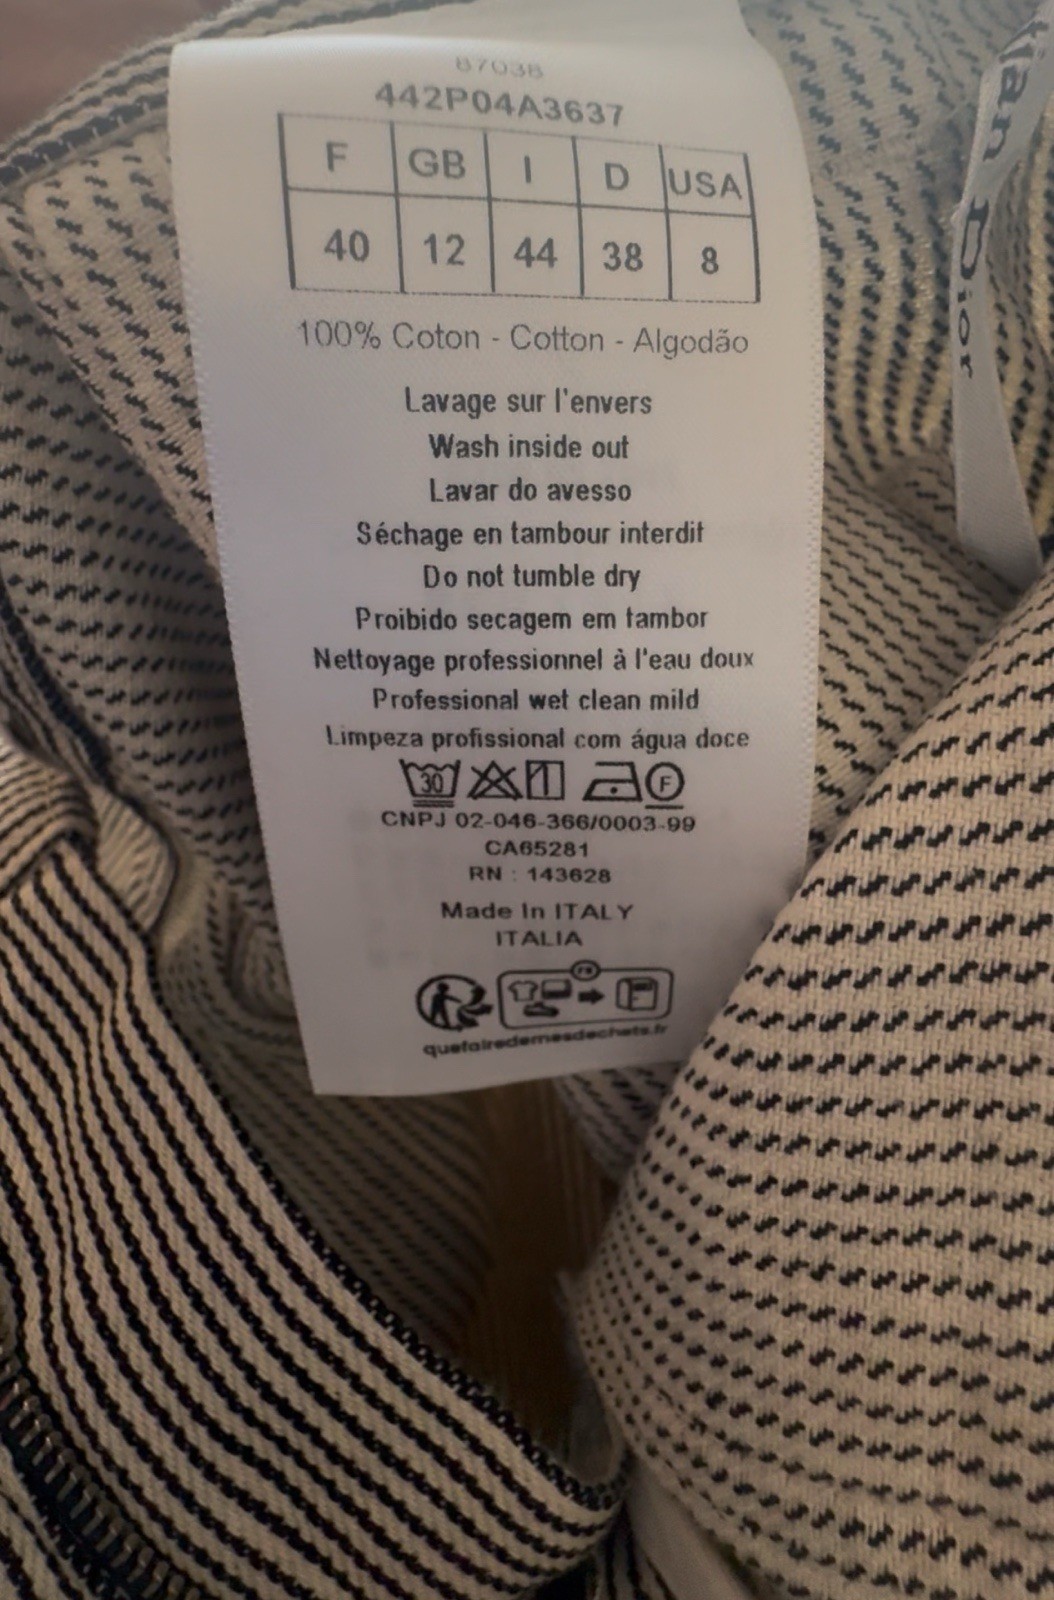 87038
442P04A3637
F GB I D USA
40 12 44 38 8
100% Coton - Cotton - Algodão
Lavage sur l'envers
Wash inside out
Lavar do avesso
Séchage en tambour interdit
Do not tumble dry
Proibido secagem em tambor
Nettoyage professionnel à l'eau doux
Professional wet clean mild
Limpeza profissional com água doce
30 F
CNPJ 02-046-366/0003-99
CA65281
RN : 143628
Made In ITALY
ITALIA
FR
quefairedemesdechets.fr
Dior